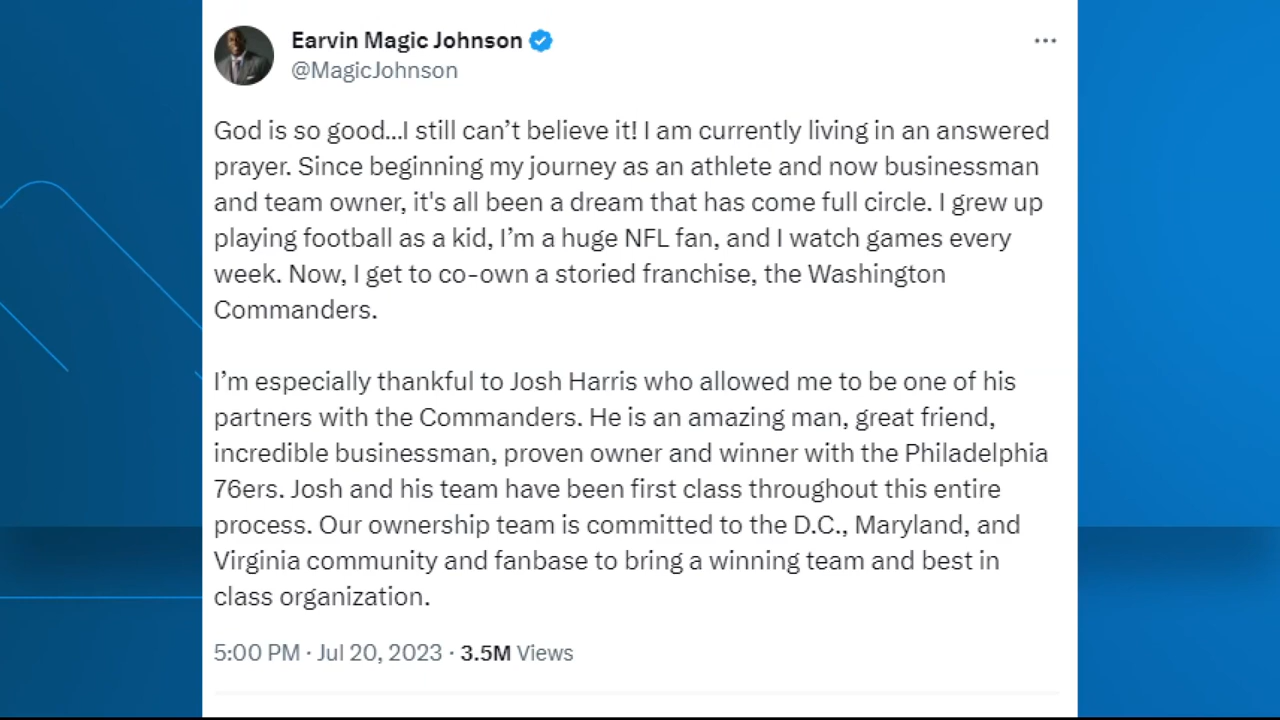 Earvin Magic Johnson
@MagicJohnson
God is so good...I still can’t believe it! I am currently living in an answered
prayer. Since beginning my journey as an athlete and now businessman
and team owner, it's all been a dream that has come full circle. I grew up
playing football as a kid, I’m a huge NFL fan, and I watch games every
week. Now, I get to co-own a storied franchise, the Washington
Commanders.
I’m especially thankful to Josh Harris who allowed me to be one of his
partners with the Commanders. He is an amazing man, great friend,
incredible businessman, proven owner and winner with the Philadelphia
76ers. Josh and his team have been first class throughout this entire
process. Our ownership team is committed to the D.C., Maryland, and
Virginia community and fanbase to bring a winning team and best in
class organization.
5:00 PM · Jul 20, 2023 · 3.5M Views